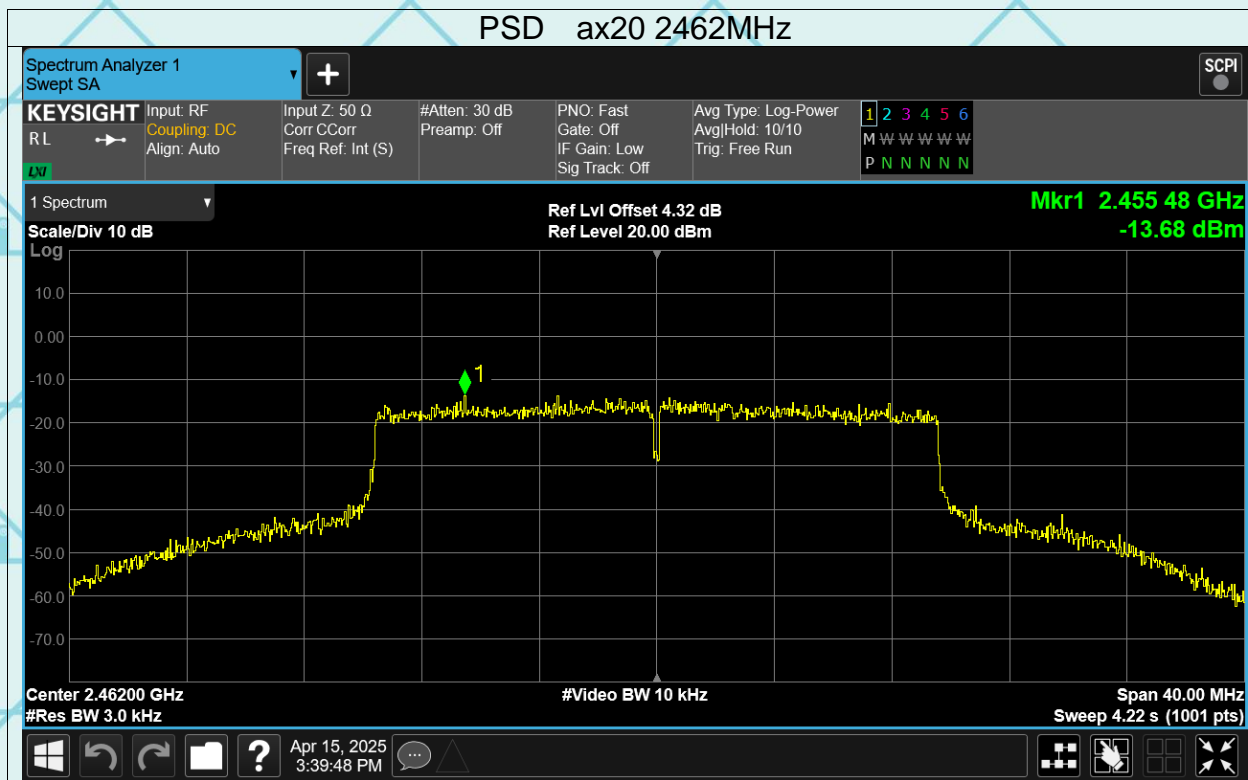 PSD ax20 2462MHz
Spectrum Analyzer 1
Swept SA
▼
+
SCPI
KEYSIGHT Input: RF Input Z: 50 Ω #Atten: 30 dB PNO: Fast Avg Type: Log-Power 1 2 3 4 5 6
RL Coupling: DC Corr CCorr Preamp: Off Gate: Off Avg|Hold: 10/10 M W W W W W W
Align: Auto Freq Ref: Int (S) IF Gain: Low Trig: Free Run
LXI Sig Track: Off P N N N N N
1 Spectrum ▼
Scale/Div 10 dB
Ref Lvl Offset 4.32 dB
Ref Level 20.00 dBm
Mkr1 2.455 48 GHz
-13.68 dBm
Log
10.0
0.00
-10.0
-20.0
-30.0
-40.0
-50.0
-60.0
-70.0
1
Center 2.46200 GHz #Video BW 10 kHz Span 40.00 MHz
#Res BW 3.0 kHz Sweep 4.22 s (1001 pts)
? Apr 15, 2025
3:39:48 PM